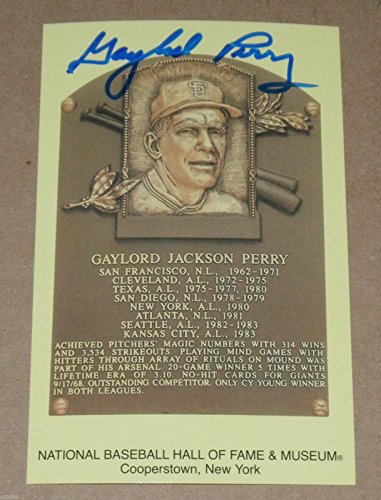 Gaylord Perry
SF
GAYLORD JACKSON PERRY
SAN FRANCISCO, N.L., 1962-1971
CLEVELAND, A.L., 1972-1975
TEXAS, A.L., 1975-1977, 1980
SAN DIEGO, N.L., 1978-1979
NEW YORK, A.L., 1980
ATLANTA, N.L., 1981
SEATTLE, A.L., 1982-1983
KANSAS CITY, A.L., 1983
ACHIEVED PITCHERS' MAGIC NUMBERS WITH 314 WINS
AND 3,534 STRIKEOUTS. PLAYING MIND GAMES WITH
HITTERS THROUGH ARRAY OF RITUALS ON MOUND WAS
PART OF HIS ARSENAL. 20-GAME WINNER 5 TIMES WITH
LIFETIME ERA OF 3.10. NO-HIT CARDS FOR GIANTS
9/17/68. OUTSTANDING COMPETITOR. ONLY CY YOUNG WINNER
IN BOTH LEAGUES.
NATIONAL BASEBALL HALL OF FAME & MUSEUM®
Cooperstown, New York